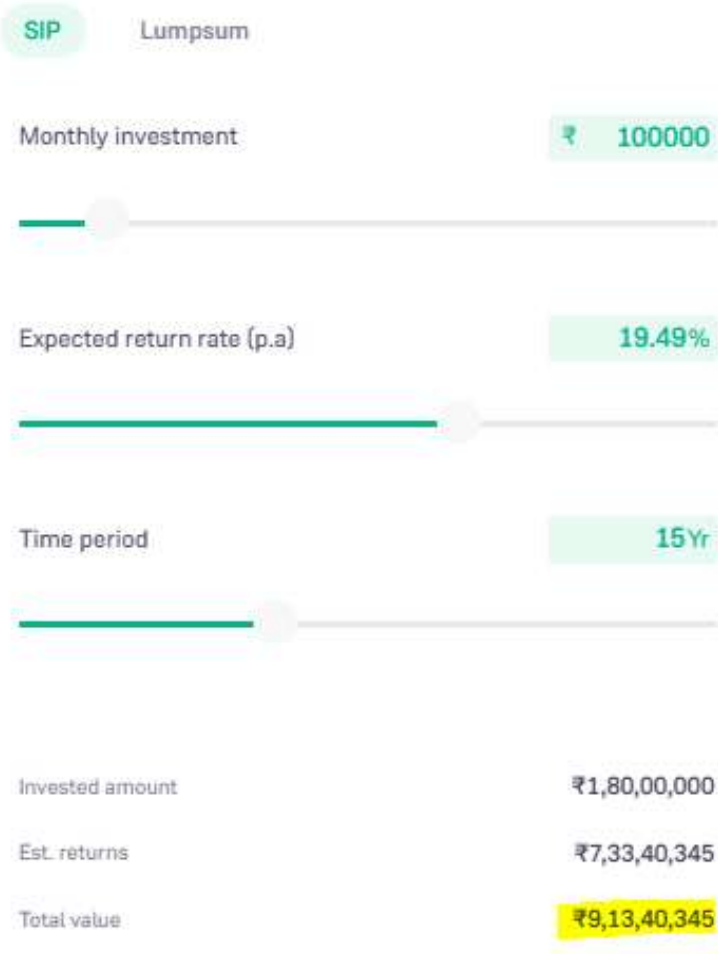 SIP Lumpsum
Monthly investment ₹ 100000
Expected return rate (p.a) 19.49%
Time period 15Yr
Invested amount ₹1,80,00,000
Est. returns ₹7,33,40,345
Total value ₹9,13,40,345